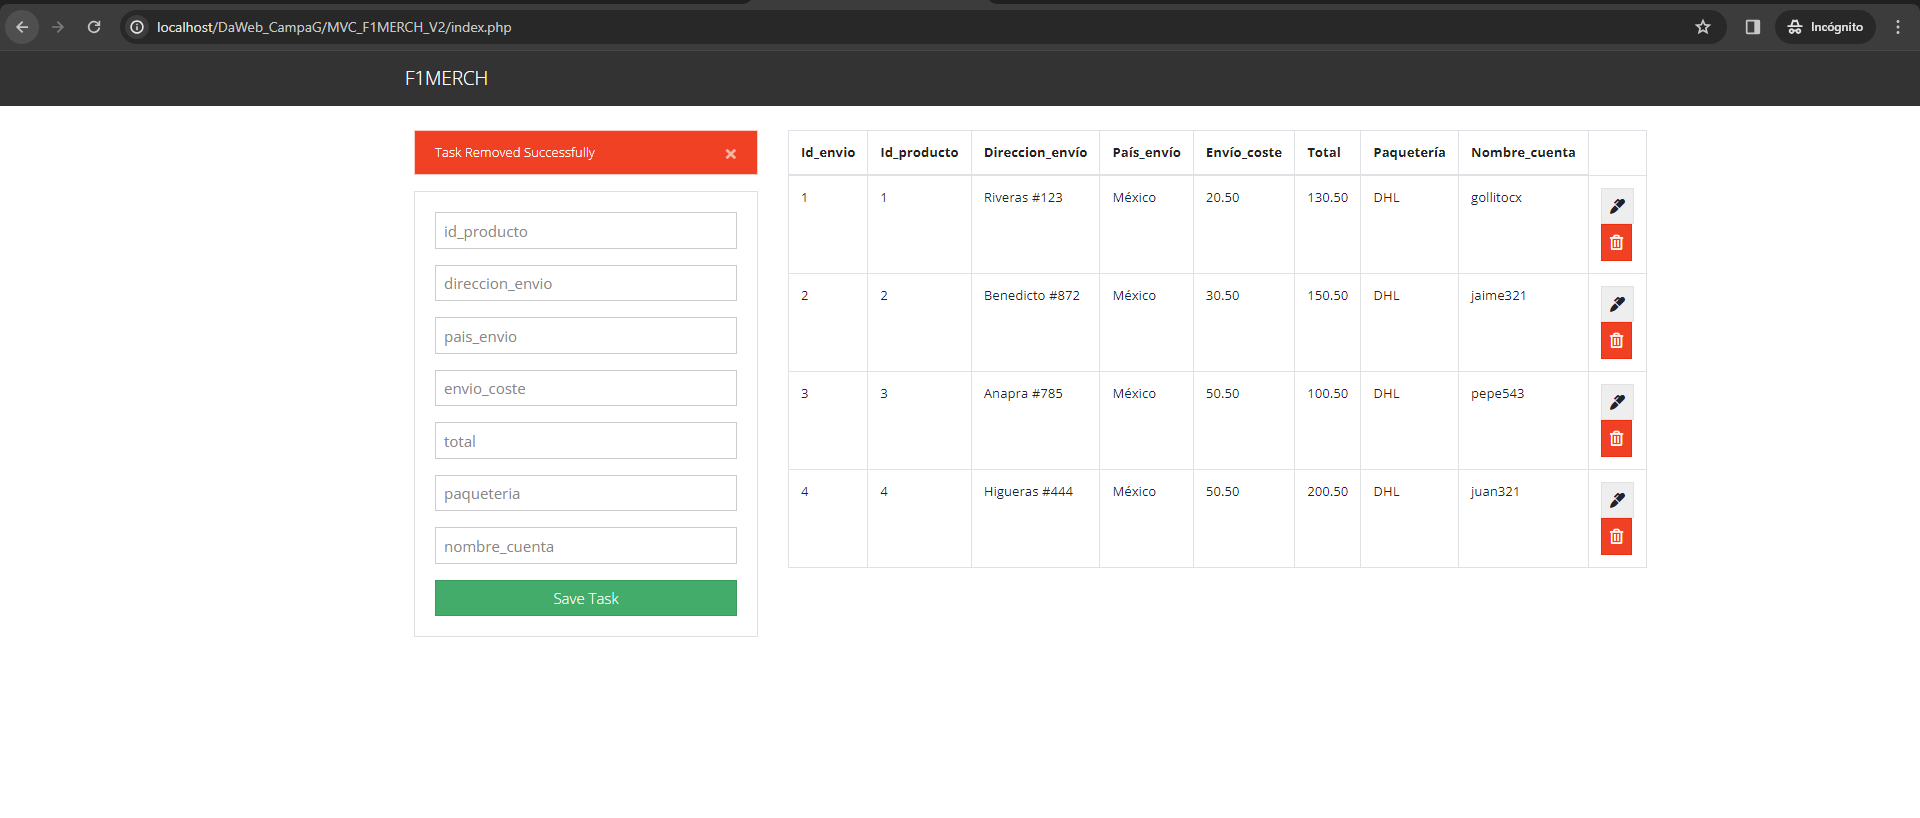 localhost/DaWeb_CampaG/MVC_F1MERCH_V2/index.php
Incógnito
F1MERCH
Task Removed Successfully ×
id_producto
direccion_envio
pais_envio
envio_coste
total
paqueteria
nombre_cuenta
Save Task
Id_envio Id_producto Direccion_envío País_envío Envío_coste Total Paquetería Nombre_cuenta
1 1 Riveras #123 México 20.50 130.50 DHL gollitocx
2 2 Benedicto #872 México 30.50 150.50 DHL jaime321
3 3 Anapra #785 México 50.50 100.50 DHL pepe543
4 4 Higueras #444 México 50.50 200.50 DHL juan321